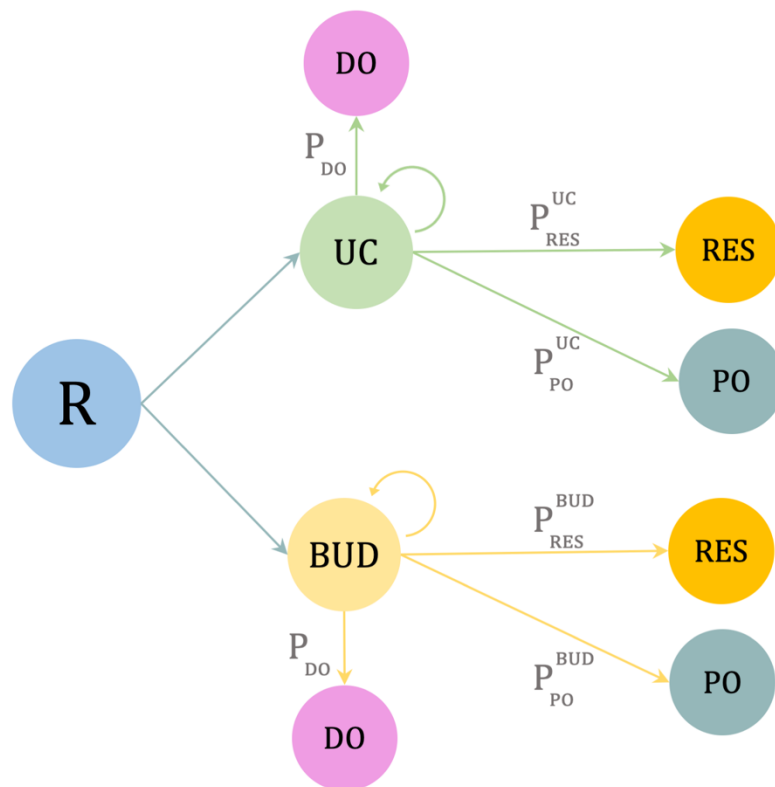 DO
P DO
UC
P UC RES
RES
P UC PO
PO
R
BUD
P BUD RES
RES
P DO
P BUD PO
PO
DO